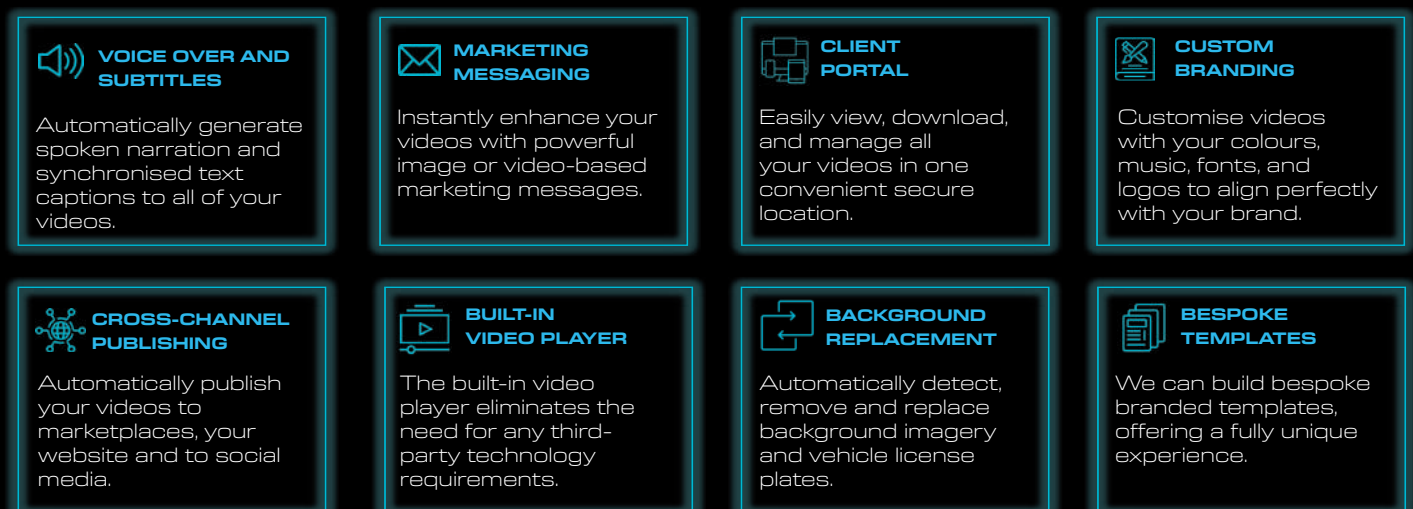 VOICE OVER AND
SUBTITLES
Automatically generate
spoken narration and
synchronised text
captions to all of your
videos.
MARKETING
MESSAGING
Instantly enhance your
videos with powerful
image or video-based
marketing messages.
CLIENT
PORTAL
Easily view, download,
and manage all
your videos in one
convenient secure
location.
CUSTOM
BRANDING
Customise videos
with your colours,
music, fonts, and
logos to align perfectly
with your brand.
CROSS-CHANNEL
PUBLISHING
Automatically publish
your videos to
marketplaces, your
website and to social
media.
BUILT-IN
VIDEO PLAYER
The built-in video
player eliminates the
need for any third-
party technology
requirements.
BACKGROUND
REPLACEMENT
Automatically detect,
remove and replace
background imagery
and vehicle license
plates.
BESPOKE
TEMPLATES
We can build bespoke
branded templates,
offering a fully unique
experience.